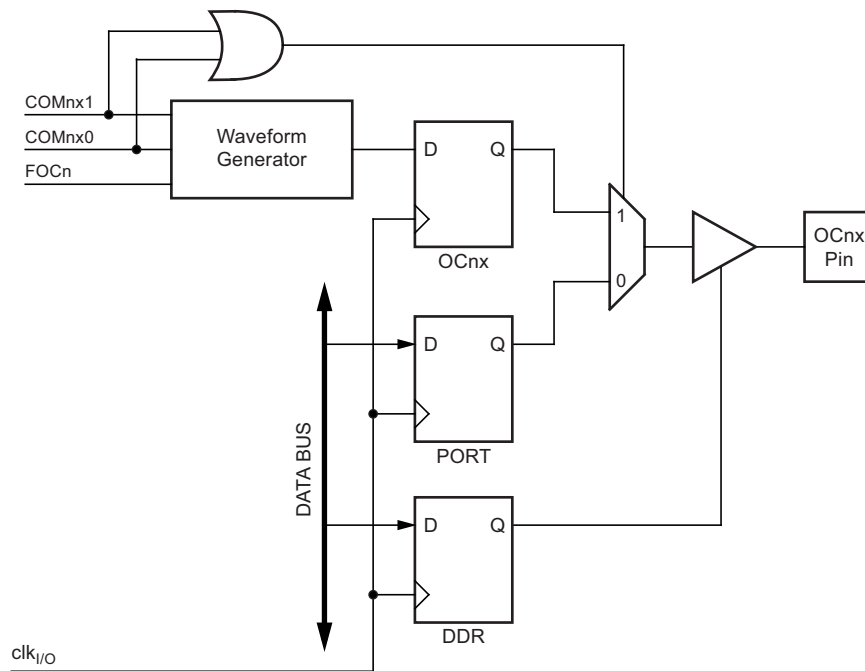 COMnx1
COMnx0
FOCn
Waveform
Generator
D
Q
OCnx
1
0
OCnx
Pin
D
Q
PORT
DATA BUS
D
Q
DDR
clkI/O